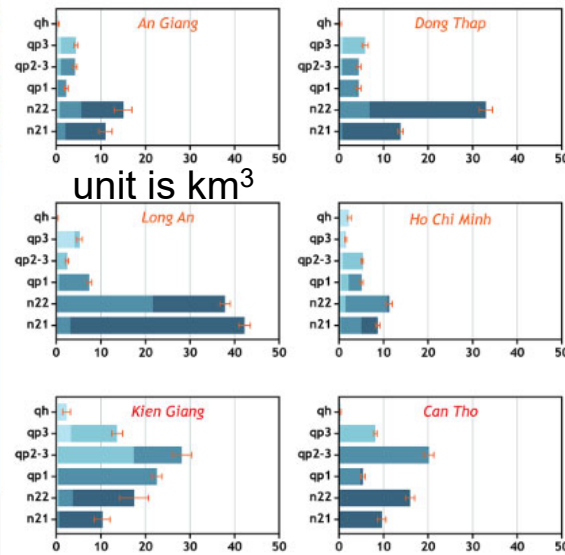 An Giang
qh
qp3
qp2-3
qp1
n22
n21
0 10 20 30 40 50
Dong Thap
qh
qp3
qp2-3
qp1
n22
n21
0 10 20 30 40 50
unit is km³
Long An
qh
qp3
qp2-3
qp1
n22
n21
0 10 20 30 40 50
Ho Chi Minh
qh
qp3
qp2-3
qp1
n22
n21
0 10 20 30 40 50
Kien Giang
qh
qp3
qp2-3
qp1
n22
n21
0 10 20 30 40 50
Can Tho
qh
qp3
qp2-3
qp1
n22
n21
0 10 20 30 40 50